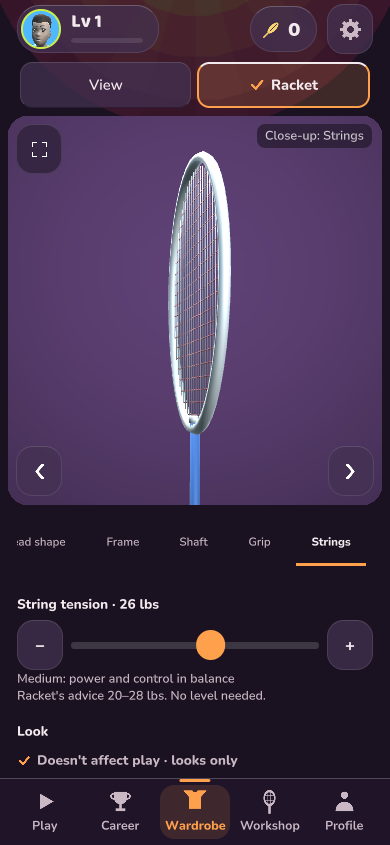 Lv 1
0
View
Racket
Close-up: Strings
ead shape
Frame
Shaft
Grip
Strings
String tension · 26 lbs
−
+
Medium: power and control in balance
Racket's advice 20–28 lbs. No level needed.
Look
Doesn't affect play · looks only
Play
Career
Wardrobe
Workshop
Profile